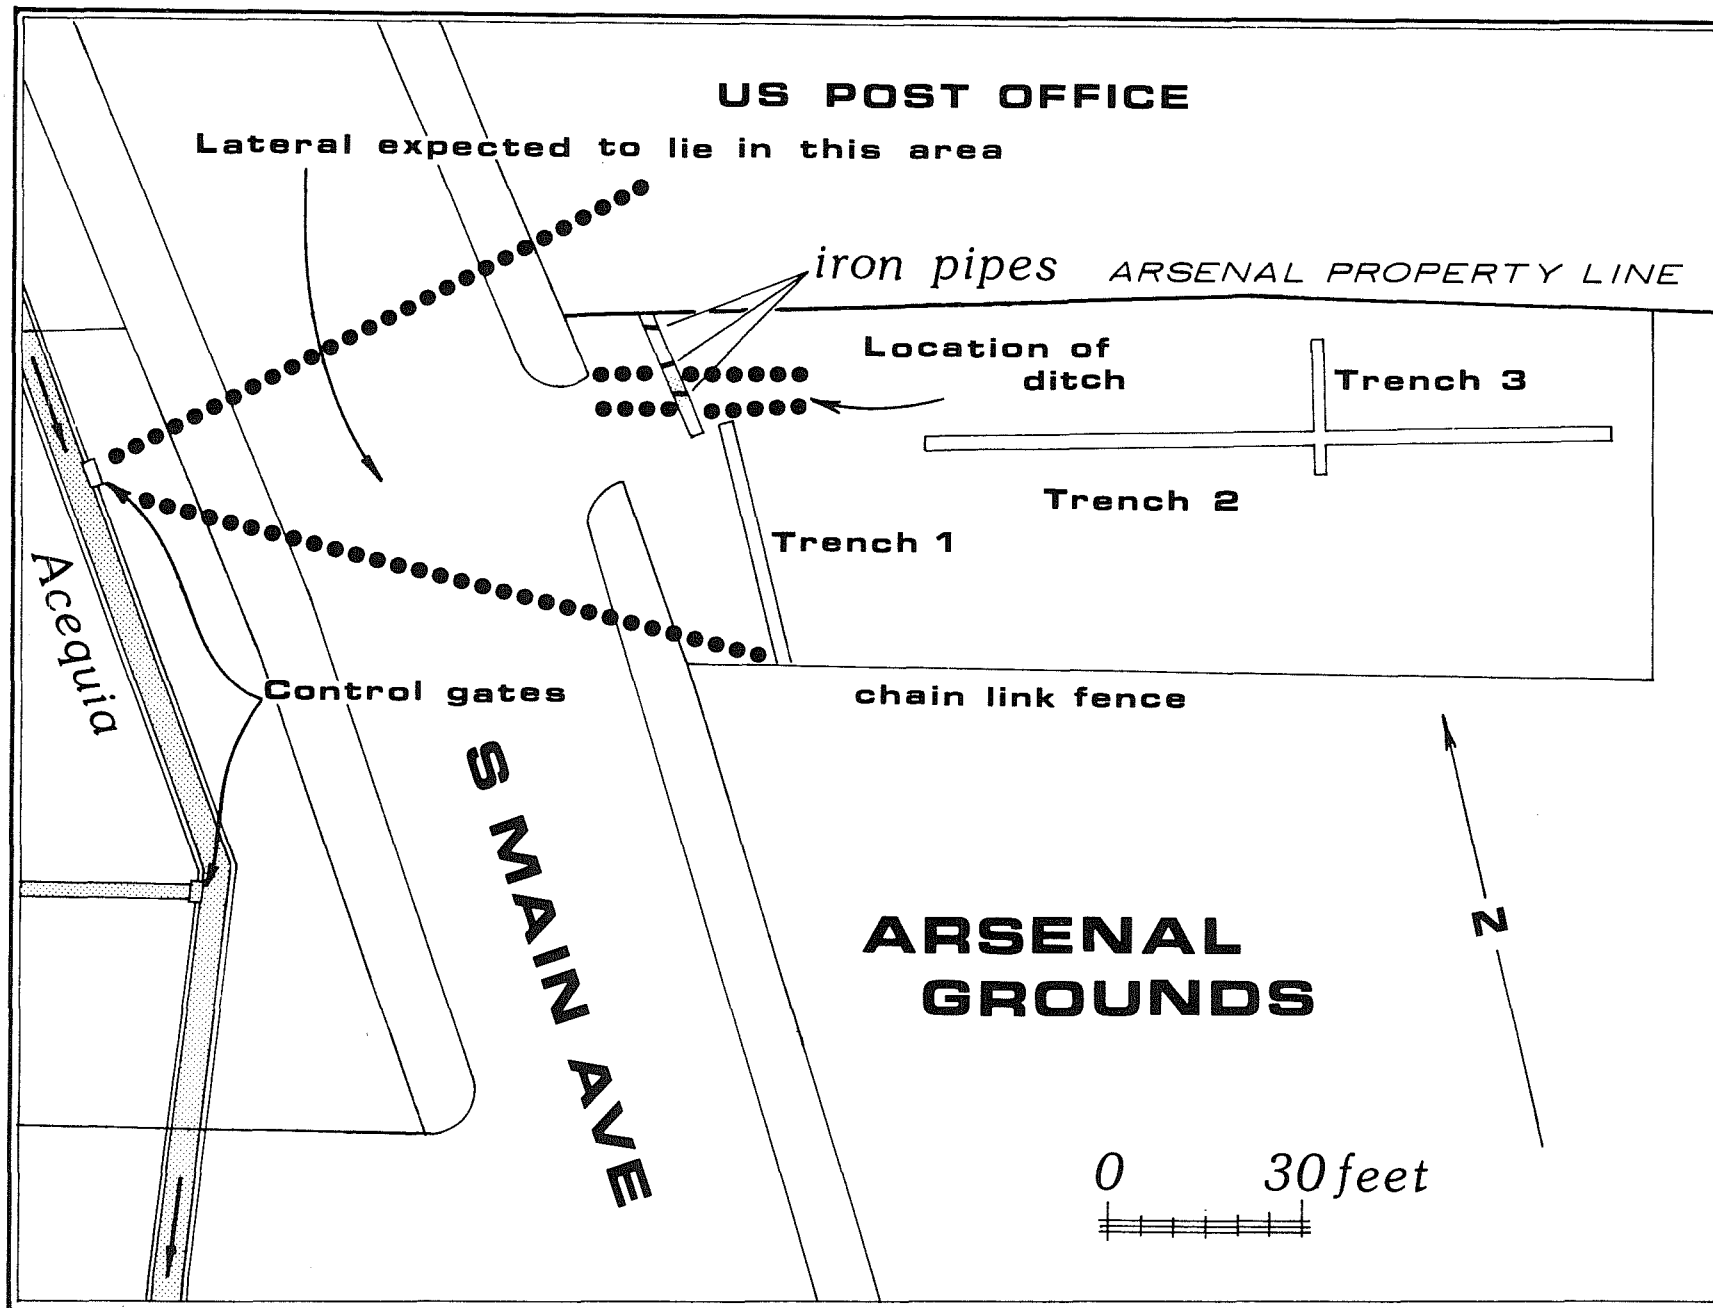 US POST OFFICE
Lateral expected to lie in this area
iron pipes
ARSENAL PROPERTY LINE
Location of
ditch
Trench 3
Trench 2
Trench 1
Acequia
Control gates
chain link fence
S MAIN AVE
N
ARSENAL
GROUNDS
0 30 feet